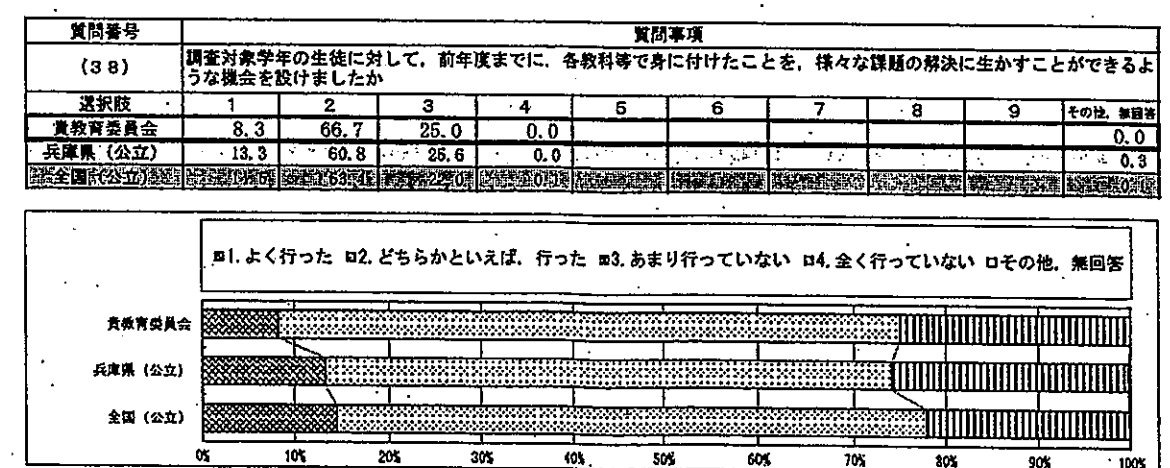 質問番号 質問事項
(38) 調査対象学年の生徒に対して，前年度までに，各教科等で身に付けたことを，様々な課題の解決に生かすことができるよ
うな機会を設けましたか
選択肢 1 2 3 4 5 6 7 8 9 その他，無回答
貴教育委員会 8.3 66.7 25.0 0.0 0.0
兵庫県（公立） 13.3 60.8 25.6 0.0 0.3
全国（公立） 63.4 22.0 0.1 0.1
1.よく行った 2.どちらかといえば，行った 3.あまり行っていない 4.全く行っていない その他，無回答
貴教育委員会
兵庫県（公立）
全国（公立）
0% 10% 20% 30% 40% 50% 60% 70% 80% 90% 100%